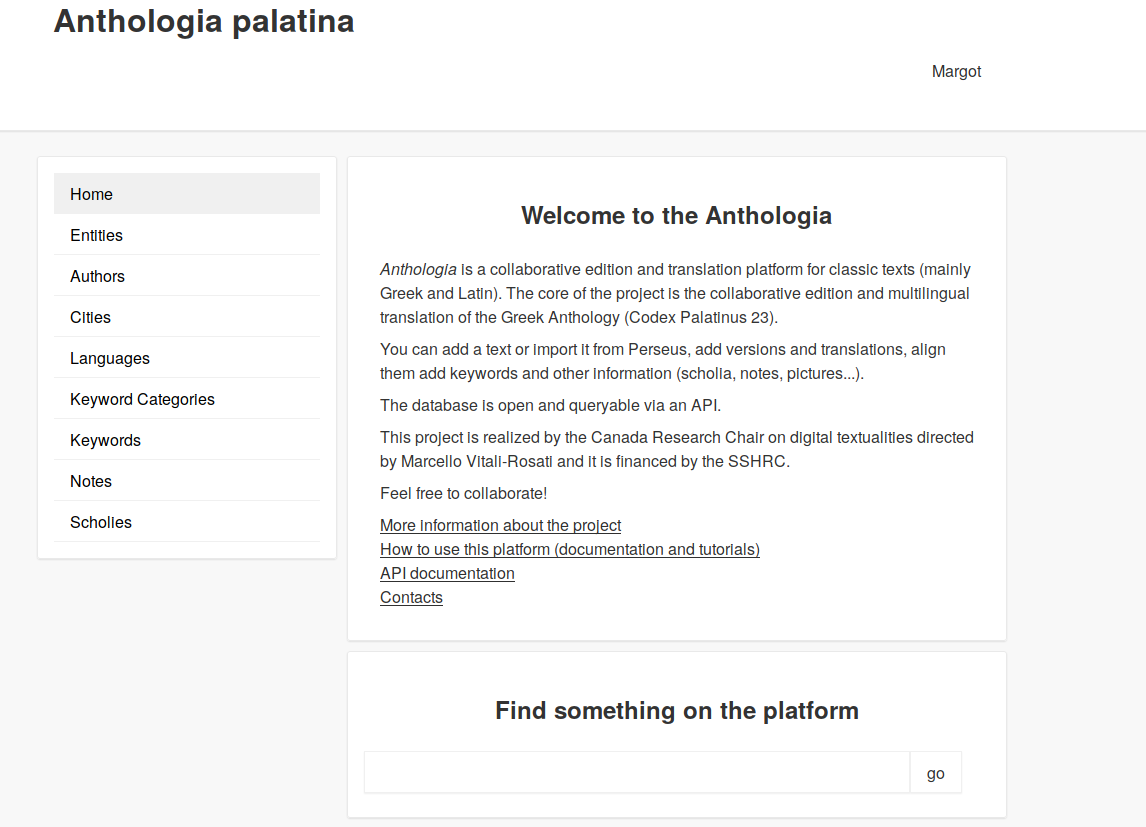 Anthologia palatina
Margot
Home
Entities
Authors
Cities
Languages
Keyword Categories
Keywords
Notes
Scholies
Welcome to the Anthologia
Anthologia is a collaborative edition and translation platform for classic texts (mainly
Greek and Latin). The core of the project is the collaborative edition and multilingual
translation of the Greek Anthology (Codex Palatinus 23).
You can add a text or import it from Perseus, add versions and translations, align
them add keywords and other information (scholia, notes, pictures...).
The database is open and queryable via an API.
This project is realized by the Canada Research Chair on digital textualities directed
by Marcello Vitali-Rosati and it is financed by the SSHRC.
Feel free to collaborate!
More information about the project
How to use this platform (documentation and tutorials)
API documentation
Contacts
Find something on the platform
go